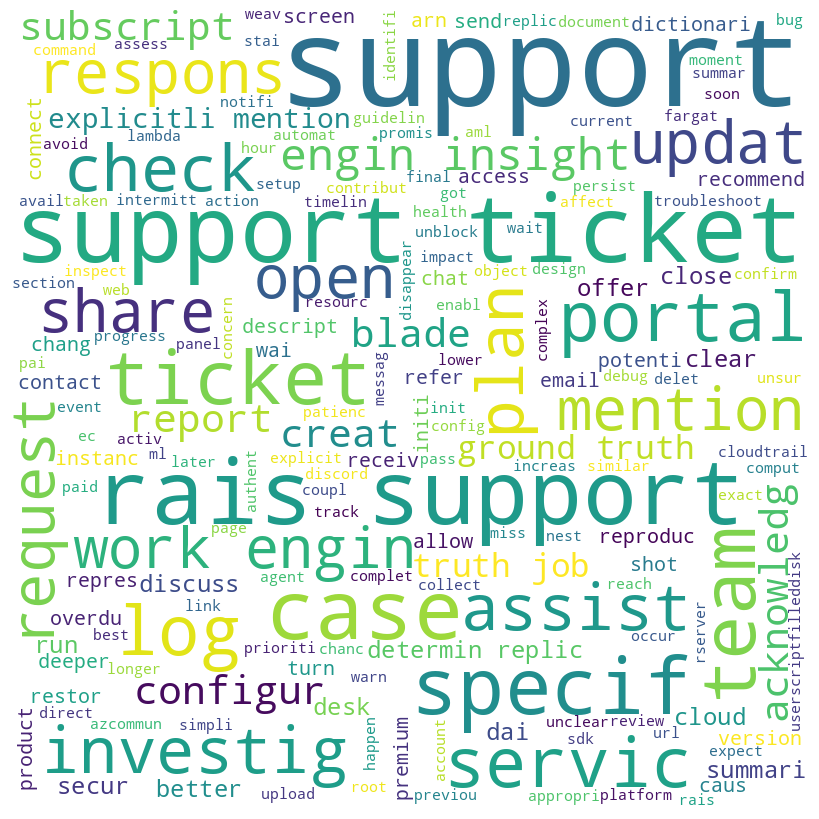 subscript
weav
screen
arn
send
replic
document
dictionari
bug
command
assess
stai
identifi
support
moment
summar
respons
notifi
soon
connect
explicitli mention
guidelin
current
fargat
updat
avoid
lambda
automat
promis
aml
hour
engin insight
check
setup
contribut
final
got
access
persist
recommend
avail
taken
intermitt
action
timelin
health
affect
troubleshoot
support ticket
unblock
wait
section
inspect
web
open
disappear
impact
chat
object
design
offer
close
confirm
share
resourc
enabl
plan
complex
portal
chang
progress
panel
concern
descript
wai
blade
messag
lower
potenti
clear
pai
contact
ticket
refer
email
debug
delet
unsur
request
event
report
patienc
initi
init
config
mention
ec
activ
creat
ground truth
cloudtrail
instanc
ml
later
explicit
discord
receiv
pass
increas
similar
comput
paid
authent
coupl
track
rais support
exact
acknowledg
page
miss
nest
work engin
allow
reproduc
team
repres
discuss
agent
complet
collect
truth job
shot
reach
userscriptfilleddisk
overdu
link
case
assist
rserver
best
log
prioriti
chanc
determin replic
occur
run
deeper
longer
turn
warn
specif
restor
configur
desk
direct
azcommun
simpli
happen
premium
account
unclear
review
cloud
product
investig
dai
sdk
url
version
servic
expect
secur
better
upload
root
previou
appropri
platform
caus
rais
summari